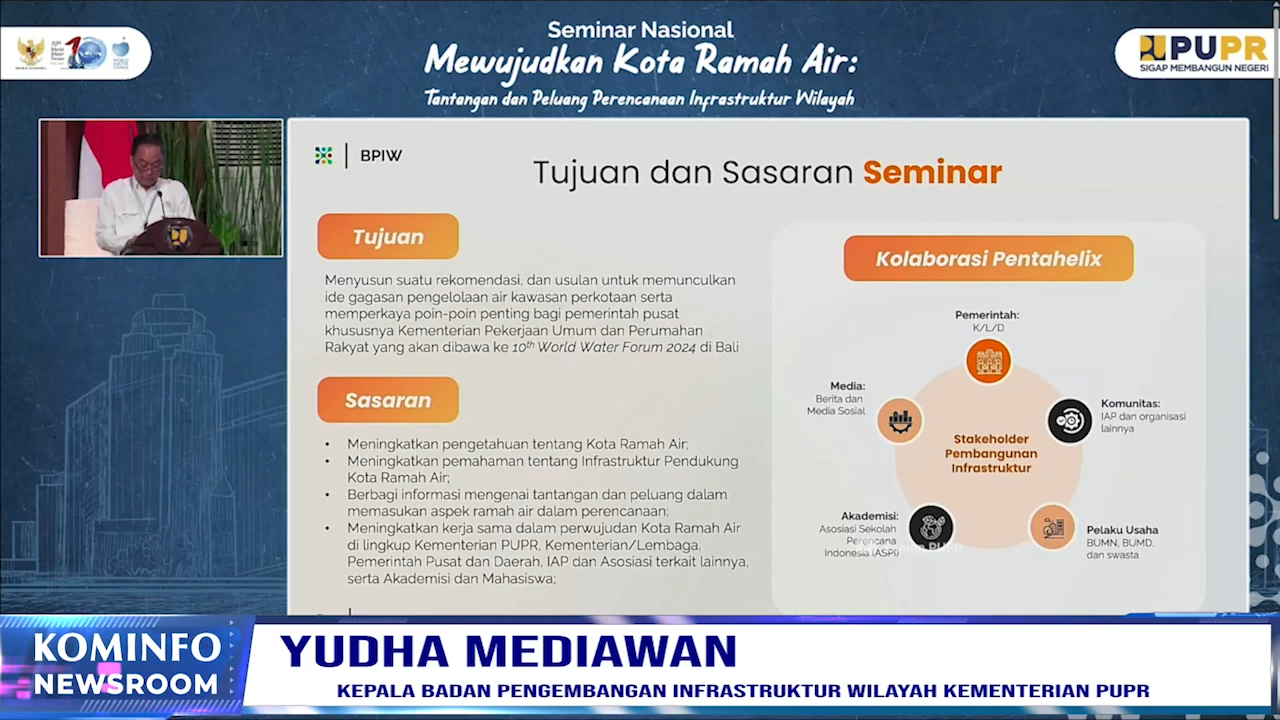 Seminar Nasional
Mewujudkan Kota Ramah Air:
Tantangan dan Peluang Perencanaan Infrastruktur Wilayah
PUPR
SIGAP MEMBANGUN NEGERI
BPIW
Tujuan dan Sasaran Seminar
Tujuan
Menyusun suatu rekomendasi, dan usulan untuk memunculkan
ide gagasan pengelolaan air kawasan perkotaan serta
memperkaya poin-poin penting bagi pemerintah pusat
khususnya Kementerian Pekerjaan Umum dan Perumahan
Rakyat yang akan dibawa ke 10th World Water Forum 2024 di Bali
Sasaran
• Meningkatkan pengetahuan tentang Kota Ramah Air;
• Meningkatkan pemahaman tentang Infrastruktur Pendukung
Kota Ramah Air;
• Berbagi informasi mengenai tantangan dan peluang dalam
memasukan aspek ramah air dalam perencanaan;
• Meningkatkan kerja sama dalam perwujudan Kota Ramah Air
di lingkup Kementerian PUPR, Kementerian/Lembaga,
Pemerintah Pusat dan Daerah, IAP dan Asosiasi terkait lainnya,
serta Akademisi dan Mahasiswa;
Kolaborasi Pentahelix
Pemerintah:
K/L/D
Media:
Berita dan
Media Sosial
Komunitas:
IAP dan organisasi
lainnya
Stakeholder
Pembangunan
Infrastruktur
Akademisi:
Asosiasi Sekolah
Perencana
Indonesia (ASPI)
Pelaku Usaha
BUMN, BUMD,
dan swasta
KOMINFO
NEWSROOM
YUDHA MEDIAWAN
KEPALA BADAN PENGEMBANGAN INFRASTRUKTUR WILAYAH KEMENTERIAN PUPR